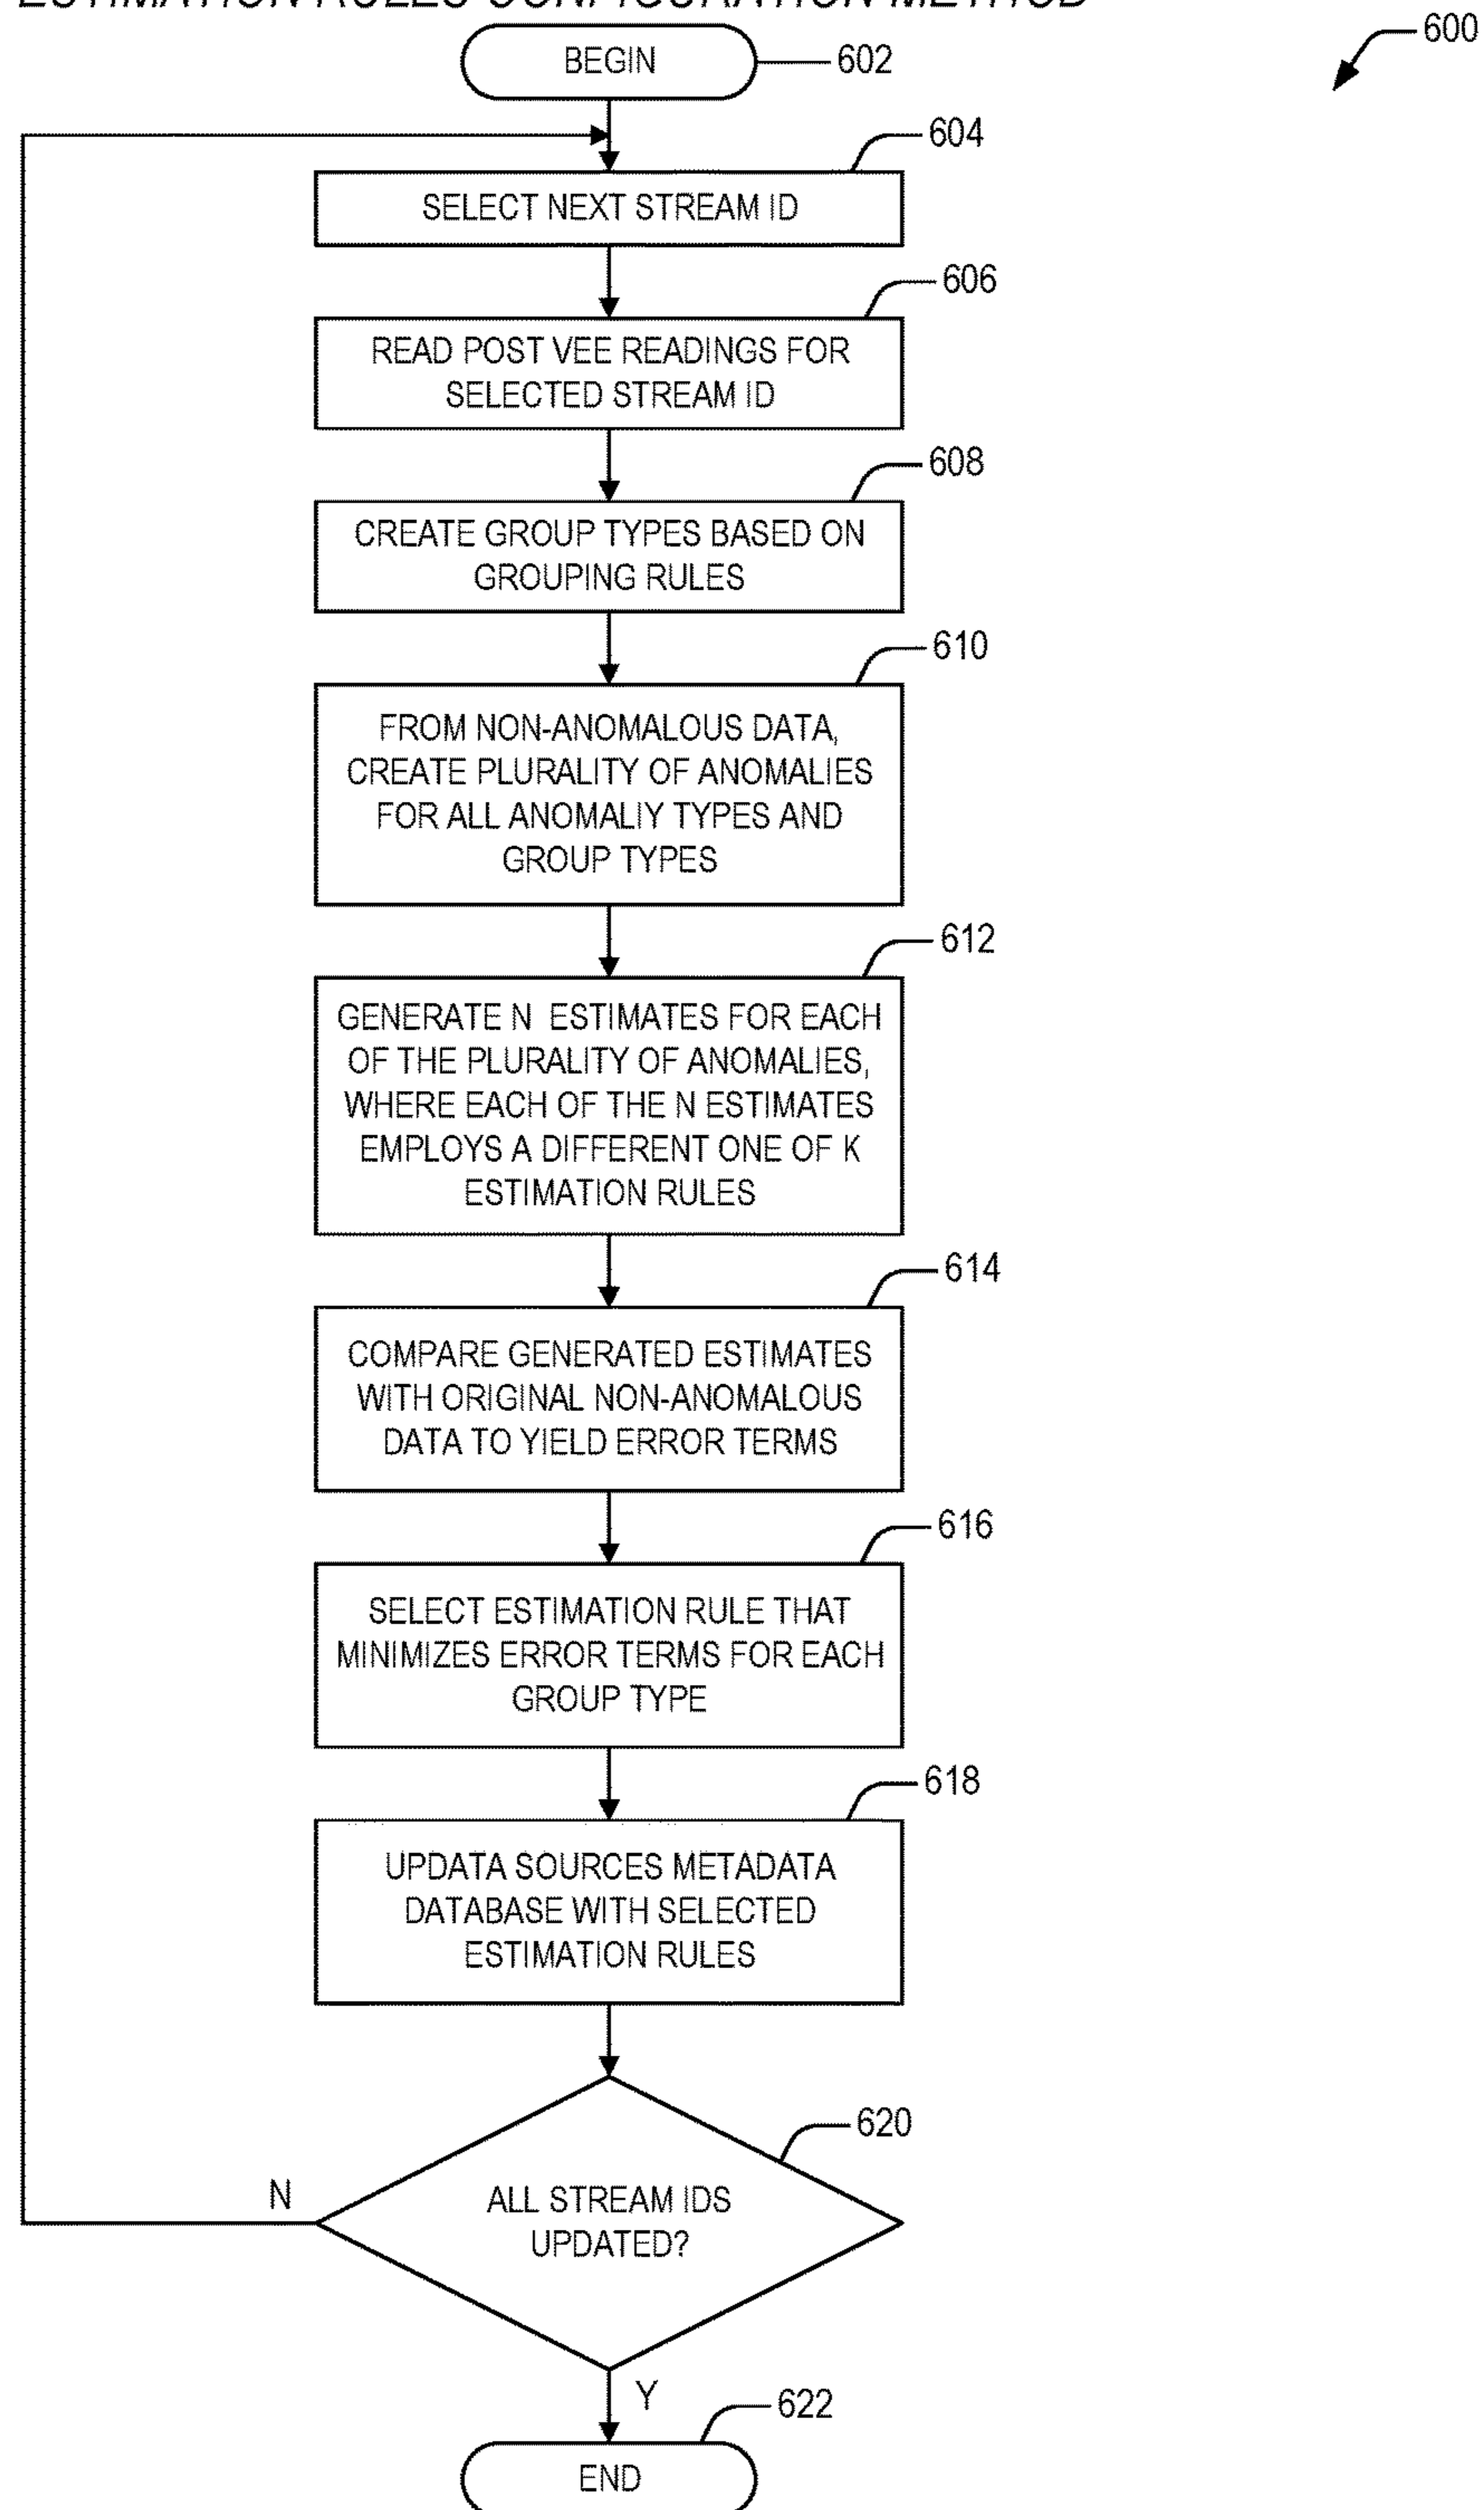 ESTIMATION RULES CONFIGURATION METHOD
600
BEGIN
602
604
SELECT NEXT STREAM ID
606
READ POST VEE READINGS FOR
SELECTED STREAM ID
608
CREATE GROUP TYPES BASED ON
GROUPING RULES
610
FROM NON-ANOMALOUS DATA,
CREATE PLURALITY OF ANOMALIES
FOR ALL ANOMALIY TYPES AND
GROUP TYPES
612
GENERATE N ESTIMATES FOR EACH
OF THE PLURALITY OF ANOMALIES,
WHERE EACH OF THE N ESTIMATES
EMPLOYS A DIFFERENT ONE OF K
ESTIMATION RULES
614
COMPARE GENERATED ESTIMATES
WITH ORIGINAL NON-ANOMALOUS
DATA TO YIELD ERROR TERMS
616
SELECT ESTIMATION RULE THAT
MINIMIZES ERROR TERMS FOR EACH
GROUP TYPE
618
UPDATA SOURCES METADATA
DATABASE WITH SELECTED
ESTIMATION RULES
620
N
ALL STREAM IDS
UPDATED?
Y
622
END